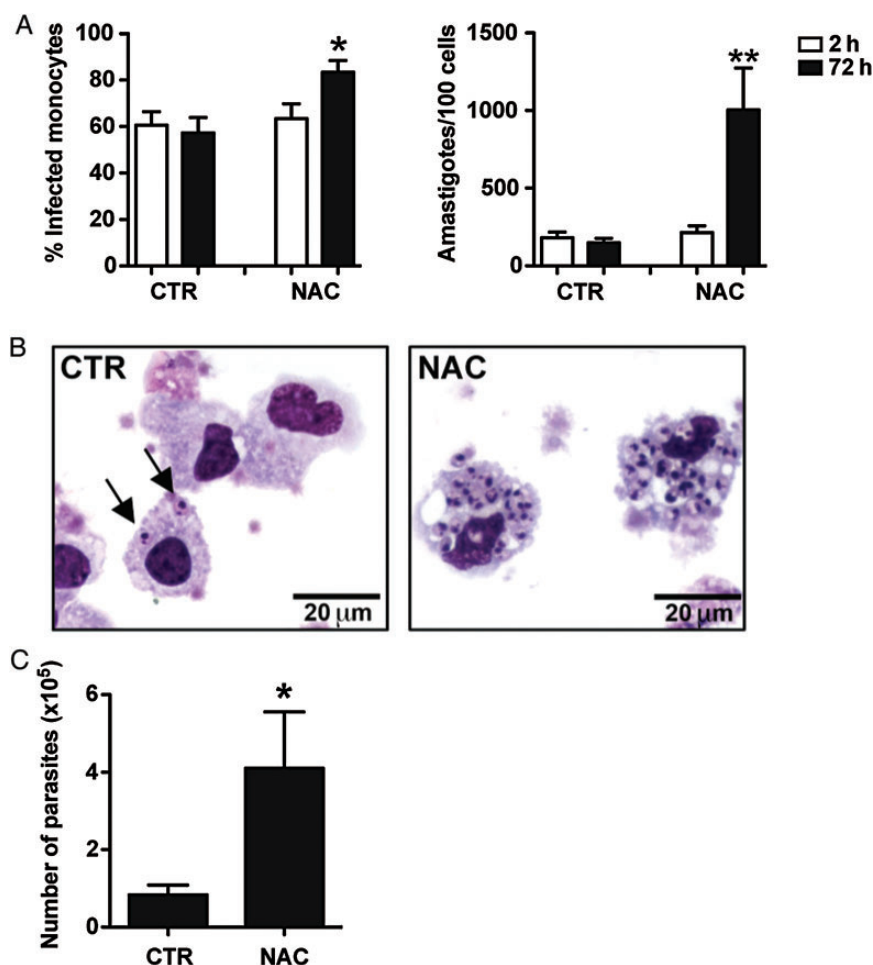 A
% Infected monocytes
100
80
60
40
20
0
CTR NAC
*
Amastigotes/100 cells
1500
1000
500
0
CTR NAC
**
2 h
72 h
B
CTR
20 μm
NAC
20 μm
C
Number of parasites (x10⁵)
6
4
2
0
CTR NAC
*